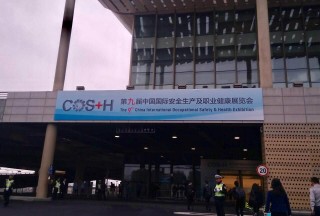 COS+H
第九届中国国际安全生产及职业健康展览会
The 9th China International Occupational Safety & Health Exhibition
20